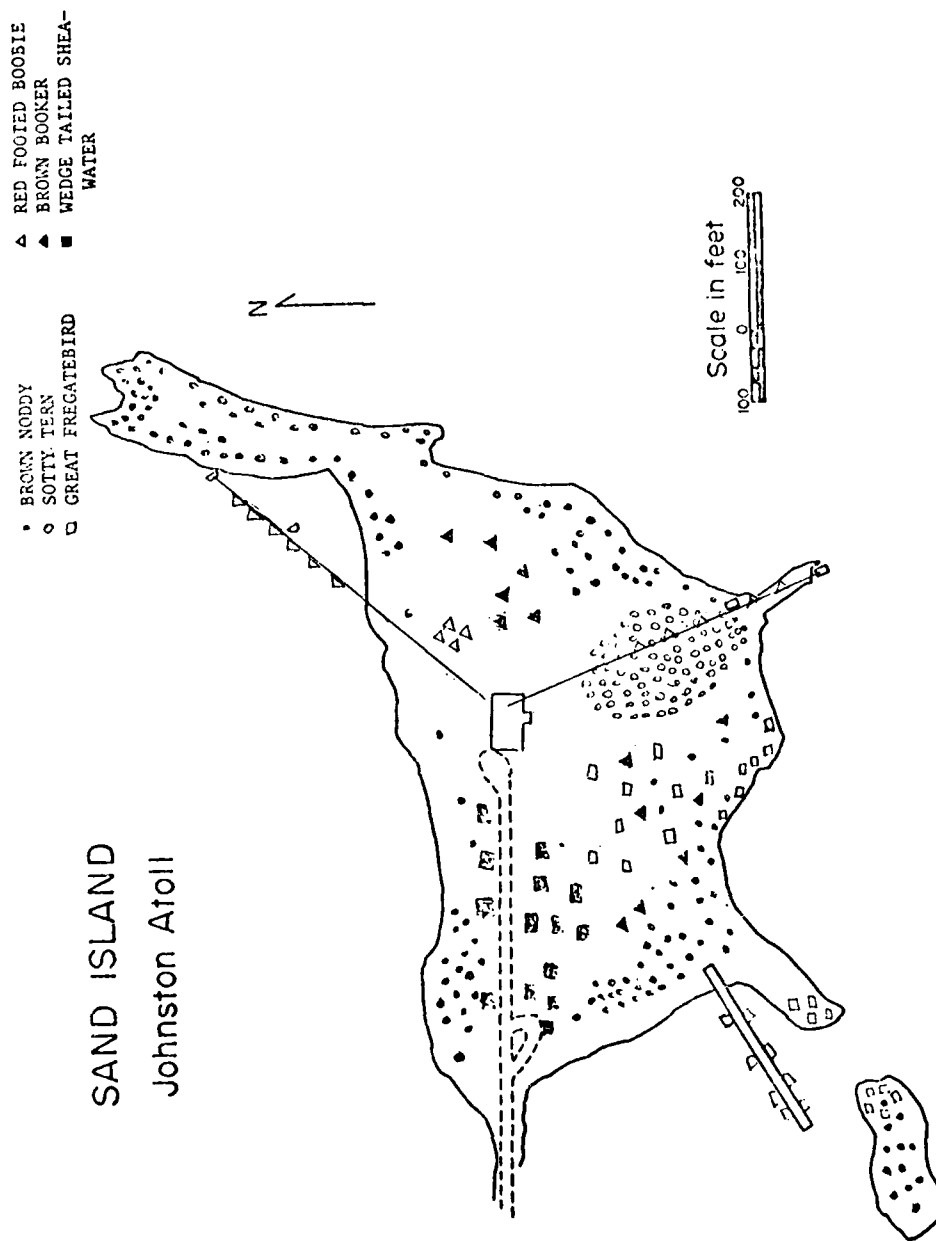 SAND ISLAND
Johnston Atoll
• BROWN NODDY
○ SOTTY TERN
□ GREAT FREGATEBIRD
△ RED FOOTED BOOBIE
▲ BROWN BOOKER
■ WEDGE TAILED SHEA-
WATER
N
Scale in feet
100 0 100 200